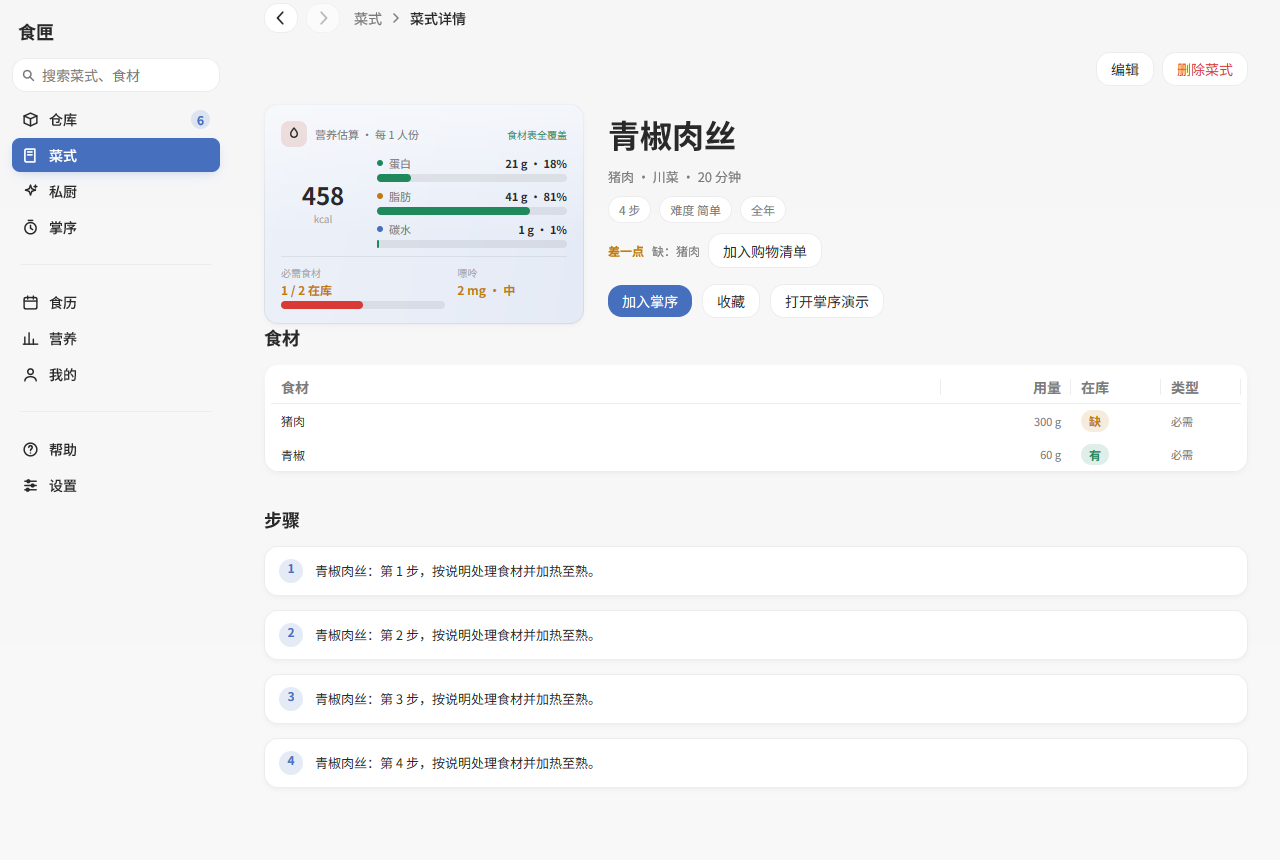 食匣
搜索菜式、食材
仓库 6
菜式
私厨
掌序
食历
营养
我的
帮助
设置
菜式 > 菜式详情
编辑 删除菜式
营养估算 · 每 1 人份 食材表全覆盖
458
kcal
蛋白 21 g · 18%
脂肪 41 g · 81%
碳水 1 g · 1%
必需食材 嘌呤
1 / 2 在库 2 mg · 中
青椒肉丝
猪肉 · 川菜 · 20 分钟
4 步 难度 简单 全年
差一点 缺：猪肉 加入购物清单
加入掌序 收藏 打开掌序演示
食材
食材 用量 在库 类型
猪肉 300 g 缺 必需
青椒 60 g 有 必需
步骤
1 青椒肉丝：第 1 步，按说明处理食材并加热至熟。
2 青椒肉丝：第 2 步，按说明处理食材并加热至熟。
3 青椒肉丝：第 3 步，按说明处理食材并加热至熟。
4 青椒肉丝：第 4 步，按说明处理食材并加热至熟。